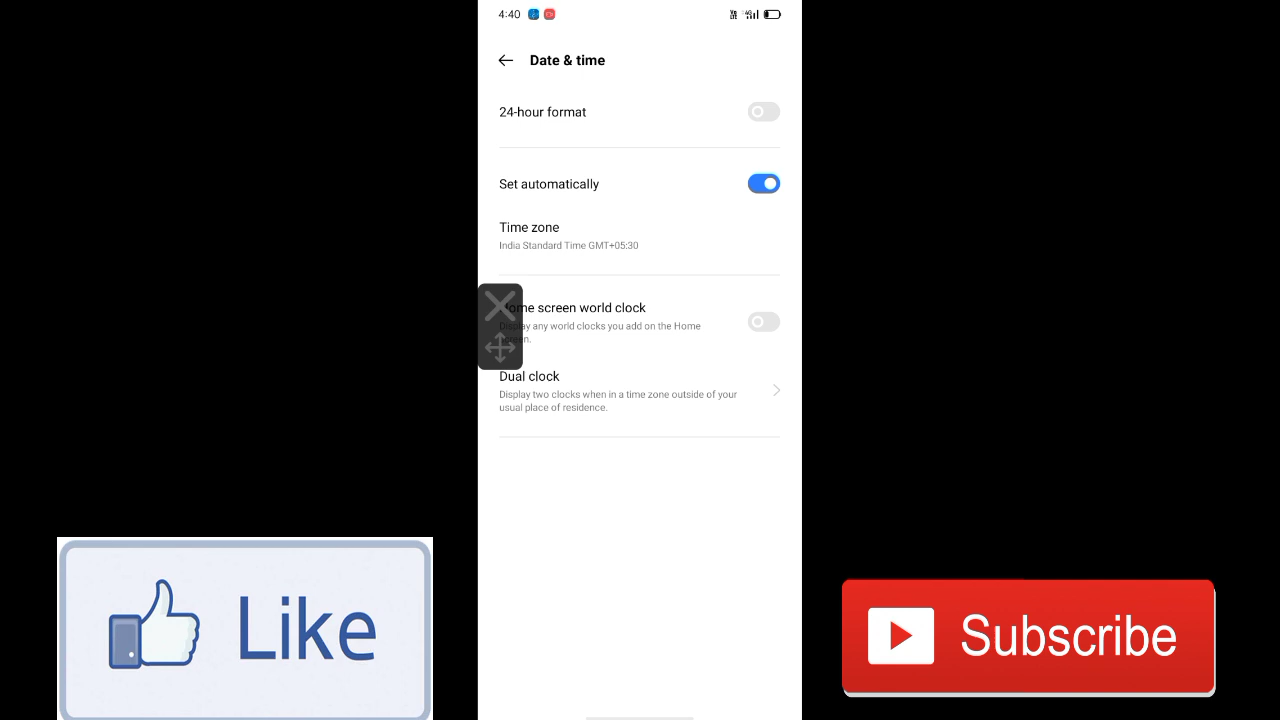 4:40
Date & time
24-hour format
Set automatically
Time zone
India Standard Time GMT+05:30
ome screen world clock
Display any world clocks you add on the Home
screen.
Dual clock
Display two clocks when in a time zone outside of your
usual place of residence.
Like
Subscribe